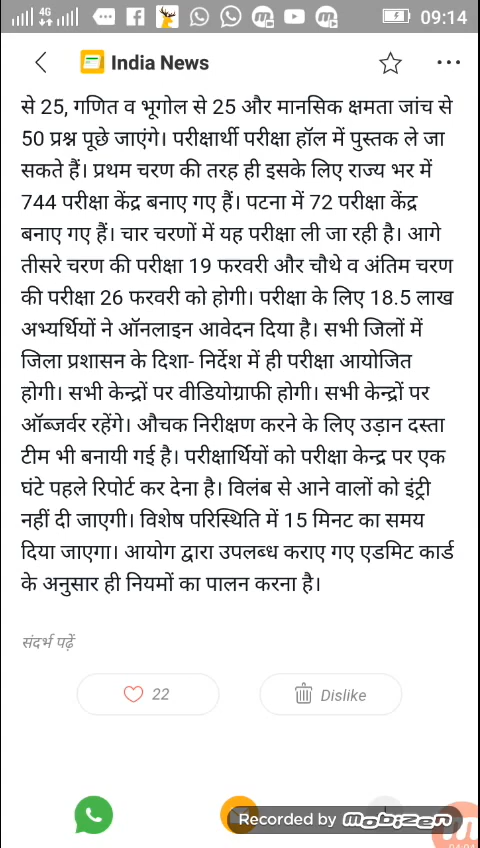 4G
09:14
India News
से 25, गणित व भूगोल से 25 और मानसिक क्षमता जांच से
50 प्रश्न पूछे जाएंगे। परीक्षार्थी परीक्षा हॉल में पुस्तक ले जा
सकते हैं। प्रथम चरण की तरह ही इसके लिए राज्य भर में
744 परीक्षा केंद्र बनाए गए हैं। पटना में 72 परीक्षा केंद्र
बनाए गए हैं। चार चरणों में यह परीक्षा ली जा रही है। आगे
तीसरे चरण की परीक्षा 19 फरवरी और चौथे व अंतिम चरण
की परीक्षा 26 फरवरी को होगी। परीक्षा के लिए 18.5 लाख
अभ्यर्थियों ने ऑनलाइन आवेदन दिया है। सभी जिलों में
जिला प्रशासन के दिशा- निर्देश में ही परीक्षा आयोजित
होगी। सभी केन्द्रों पर वीडियोग्राफी होगी। सभी केन्द्रों पर
ऑब्जर्वर रहेंगे। औचक निरीक्षण करने के लिए उड़ान दस्ता
टीम भी बनायी गई है। परीक्षार्थियों को परीक्षा केन्द्र पर एक
घंटे पहले रिपोर्ट कर देना है। विलंब से आने वालों को इंट्री
नहीं दी जाएगी। विशेष परिस्थिति में 15 मिनट का समय
दिया जाएगा। आयोग द्वारा उपलब्ध कराए गए एडमिट कार्ड
के अनुसार ही नियमों का पालन करना है।
संदर्भ पढ़ें
22
Dislike
Recorded by Mobizen
04:04